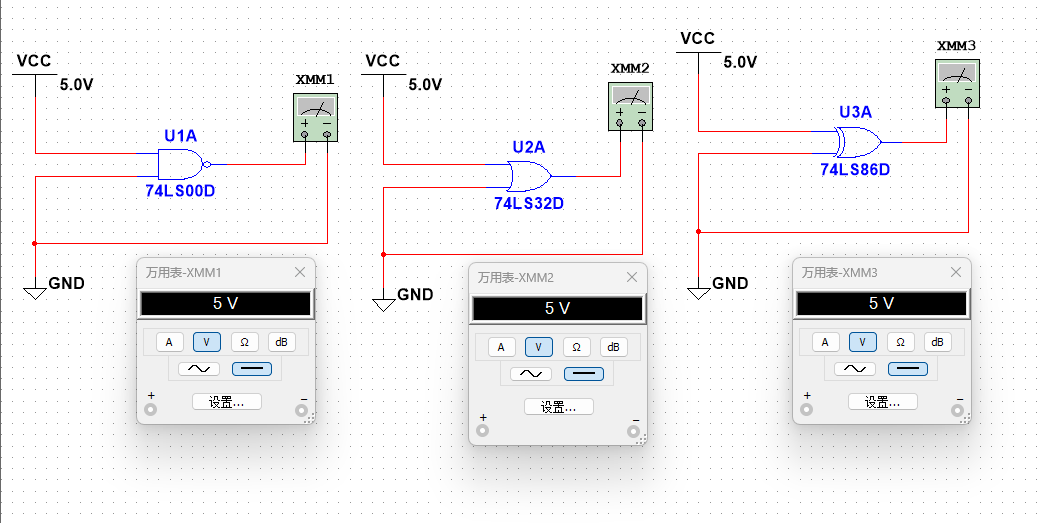 VCC
5.0V
XMM1
+ −
U1A
74LS00D
GND
VCC
5.0V
XMM2
+ −
U2A
74LS32D
GND
VCC
5.0V
XMM3
+ −
U3A
74LS86D
GND
万用表-XMM1
5 V
A V Ω dB
+ −
设置...
万用表-XMM2
5 V
A V Ω dB
+ −
设置...
万用表-XMM3
5 V
A V Ω dB
+ −
设置...